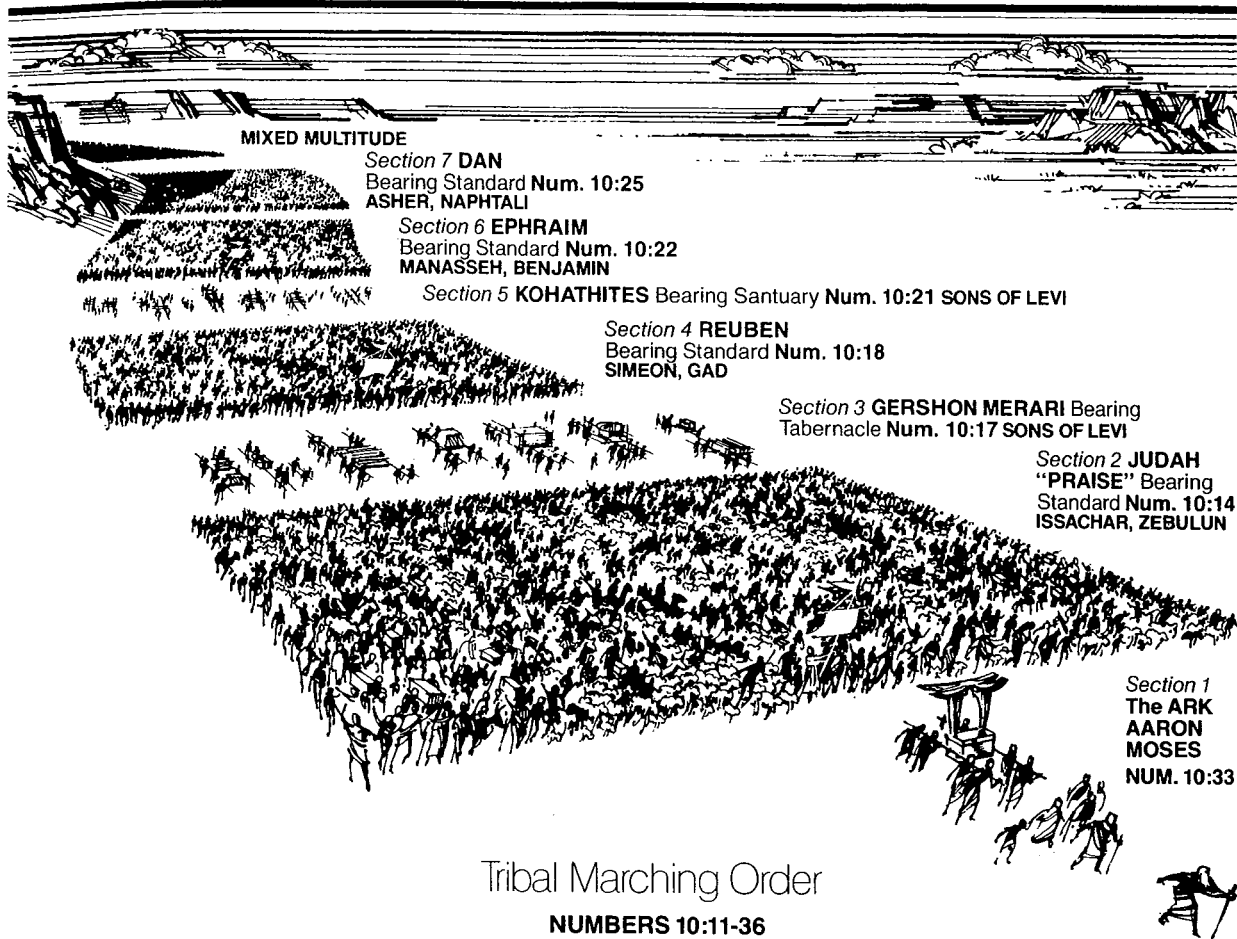 MIXED MULTITUDE
Section 7 DAN
Bearing Standard Num. 10:25
ASHER, NAPHTALI
Section 6 EPHRAIM
Bearing Standard Num. 10:22
MANASSEH, BENJAMIN
Section 5 KOHATHITES Bearing Santuary Num. 10:21 SONS OF LEVI
Section 4 REUBEN
Bearing Standard Num. 10:18
SIMEON, GAD
Section 3 GERSHON MERARI Bearing
Tabernacle Num. 10:17 SONS OF LEVI
Section 2 JUDAH
“PRAISE” Bearing
Standard Num. 10:14
ISSACHAR, ZEBULUN
Section 1
The ARK
AARON
MOSES
NUM. 10:33
Tribal Marching Order
NUMBERS 10:11-36